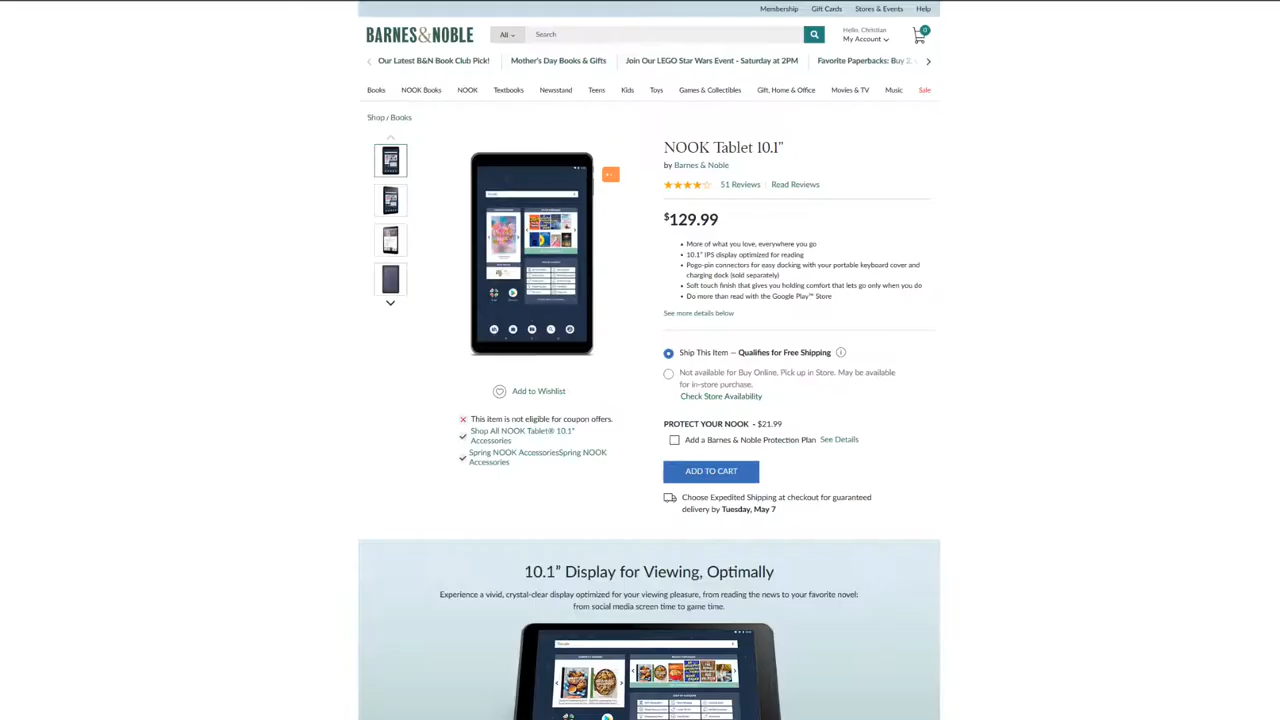 Membership Gift Cards Stores & Events Help
BARNES&NOBLE
All
Search
Hello, Christian
My Account
0
Our Latest B&N Book Club Pick! Mother's Day Books & Gifts Join Our LEGO Star Wars Event - Saturday at 2PM Favorite Paperbacks: Buy 2,
Books NOOK Books NOOK Textbooks Newsstand Teens Kids Toys Games & Collectibles Gift, Home & Office Movies & TV Music Sale
Shop / Books
NOOK Tablet 10.1"
by Barnes & Noble
51 Reviews Read Reviews
$129.99
• More of what you love, everywhere you go
• 10.1" IPS display optimized for reading
• Pogo-pin connectors for easy docking with your portable keyboard cover and
charging dock (sold separately)
• Soft touch finish that gives you holding comfort that lets go only when you do
• Do more than read with the Google Play™ Store
See more details below
Ship This Item — Qualifies for Free Shipping
Not available for Buy Online, Pick up in Store. May be available
for in-store purchase.
Check Store Availability
Add to Wishlist
This item is not eligible for coupon offers.
Shop All NOOK Tablet® 10.1"
Accessories
Spring NOOK AccessoriesSpring NOOK
Accessories
PROTECT YOUR NOOK - $21.99
Add a Barnes & Noble Protection Plan See Details
ADD TO CART
Choose Expedited Shipping at checkout for guaranteed
delivery by Tuesday, May 7
10.1” Display for Viewing, Optimally
Experience a vivid, crystal-clear display optimized for your viewing pleasure, from reading the news to your favorite novel:
from social media screen time to game time.